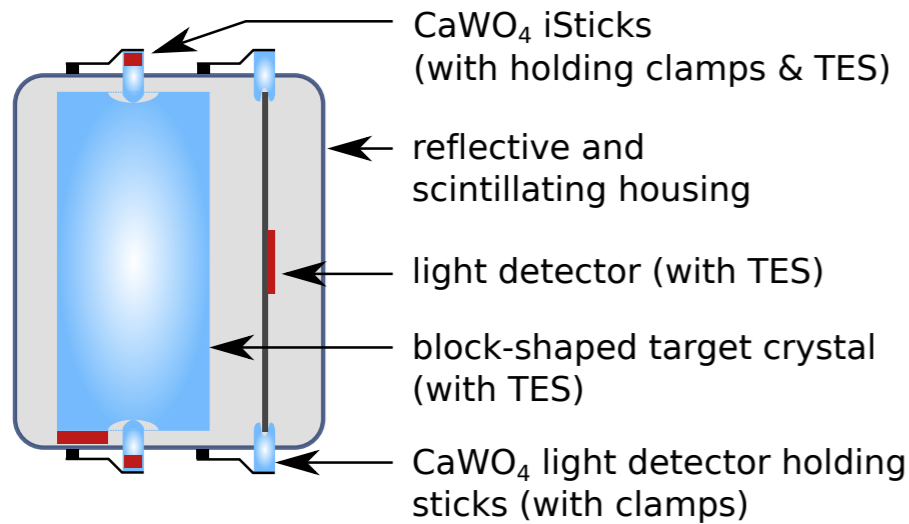 CaWO₄ iSticks
(with holding clamps & TES)
reflective and
scintillating housing
light detector (with TES)
block-shaped target crystal
(with TES)
CaWO₄ light detector holding
sticks (with clamps)